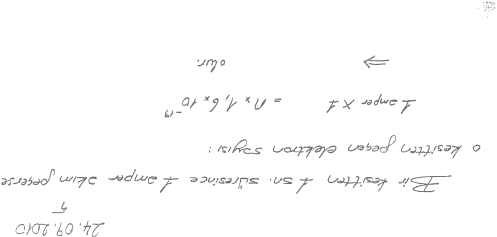 24.09.2010
Bir kesitten 1 sn. süresince 1 amper akım geçerse
o kesitten geçen elektron sayısı:
1 amper x 1 = n x 1,6 x 10⁻¹⁹
⇒ olur.